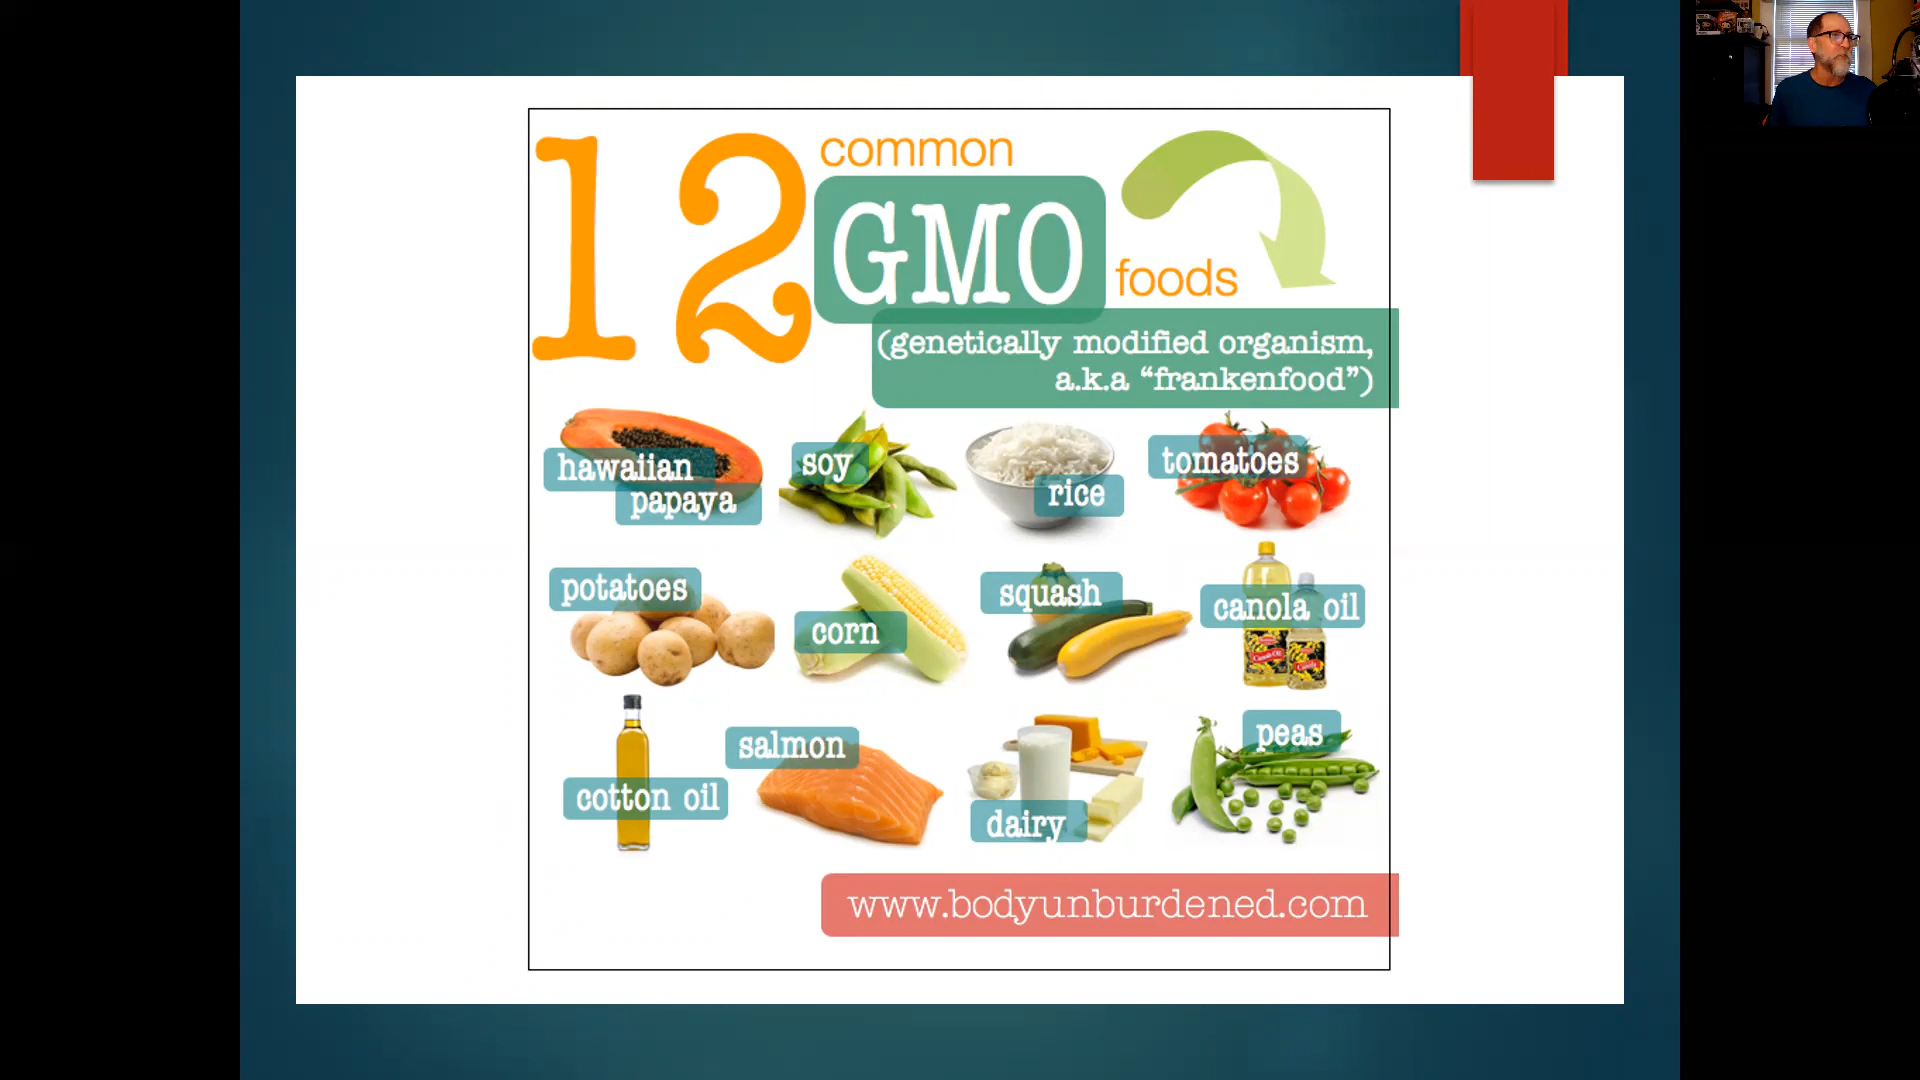 12 common
GMO
foods
(genetically modified organism,
a.k.a “frankenfood”)
hawaiian
papaya
soy
rice
tomatoes
potatoes
corn
squash
canola oil
cotton oil
salmon
dairy
peas
www.bodyunburdened.com